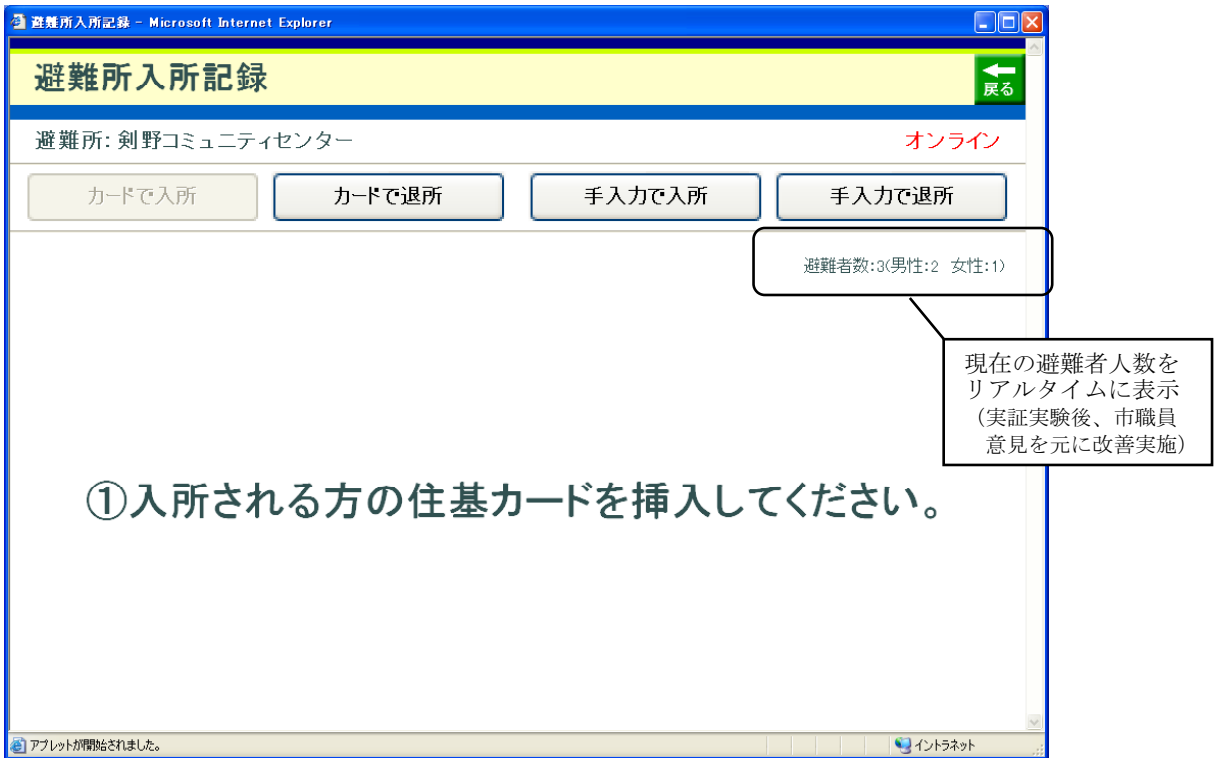 避難所入所記録 - Microsoft Internet Explorer
避難所入所記録
戻る
避難所: 剣野コミュニティセンター
オンライン
カードで入所
カードで退所
手入力で入所
手入力で退所
避難者数:3(男性:2 女性:1)
現在の避難者人数を
リアルタイムに表示
(実証実験後、市職員
意見を元に改善実施)
①入所される方の住基カードを挿入してください。
アプレットが開始されました。
イントラネット